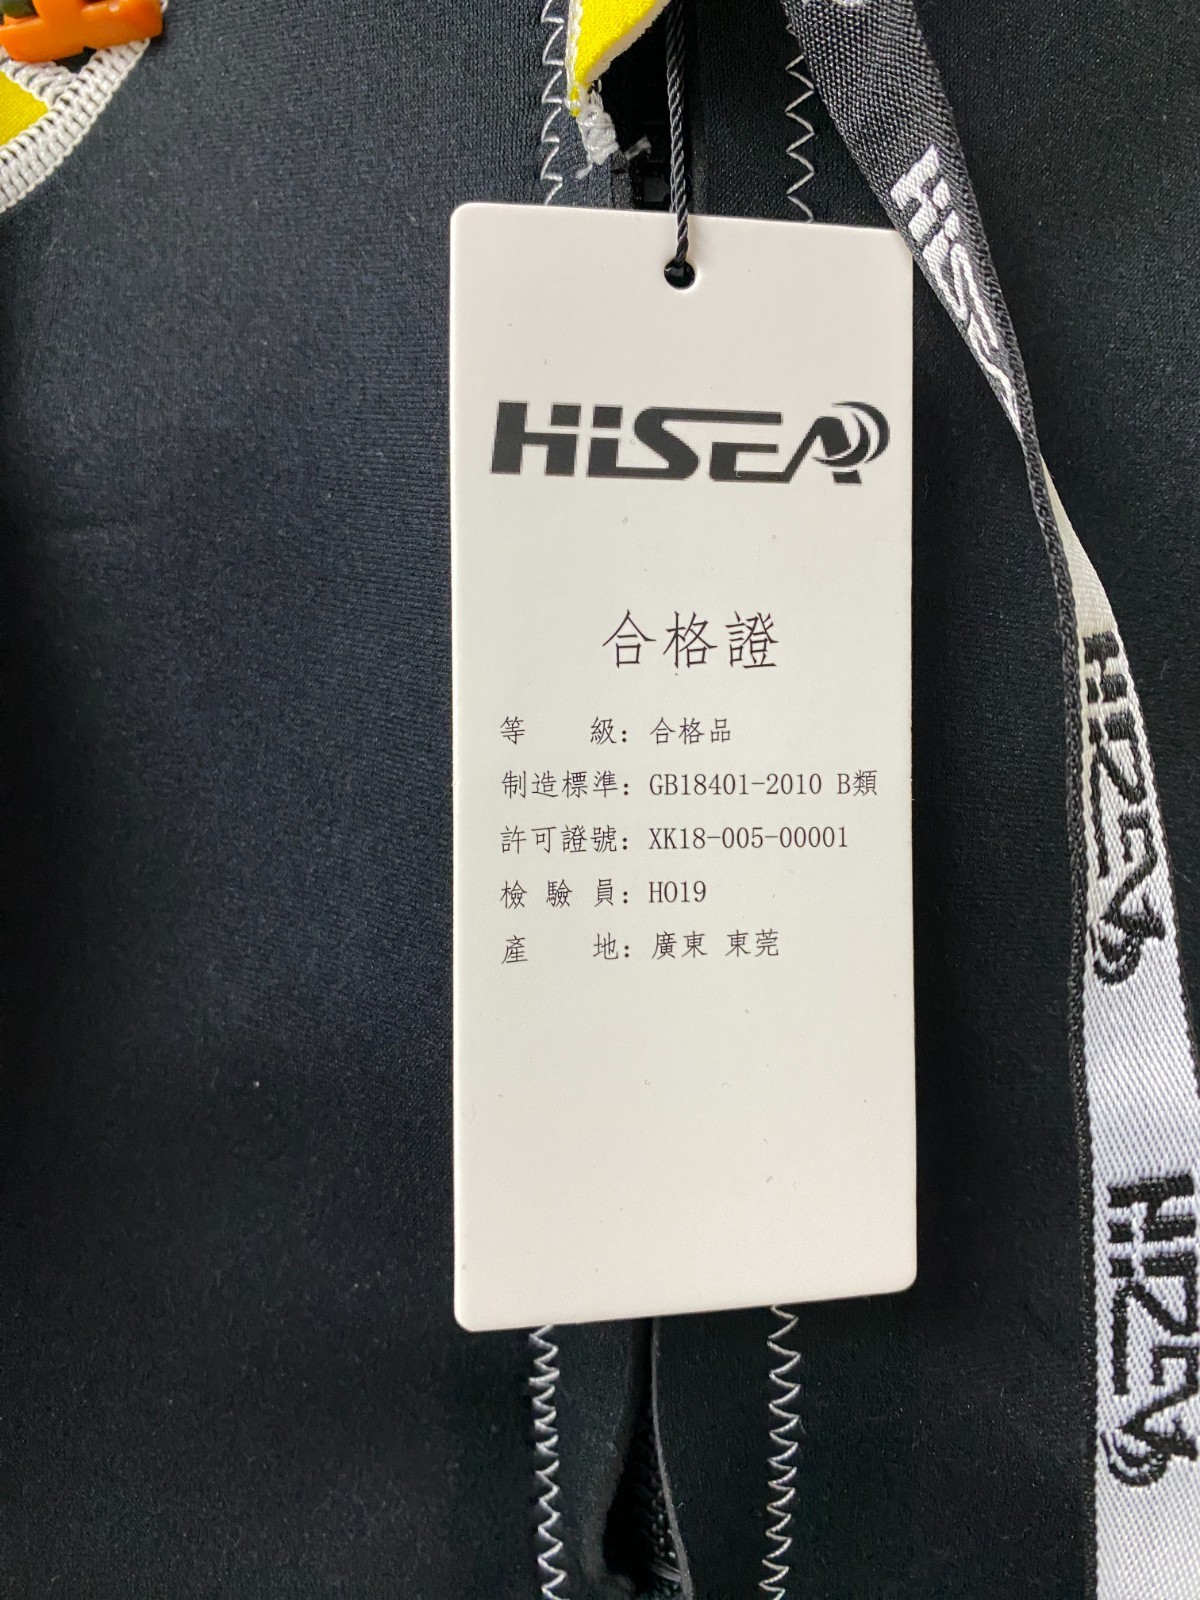 HiSEA
HiSEA
合格證
等 級：合格品
制造標準：GB18401-2010 B類
許可證號：XK18-005-00001
檢 驗 員：H019
產 地：廣東 東莞
HiSEA
HiSEA